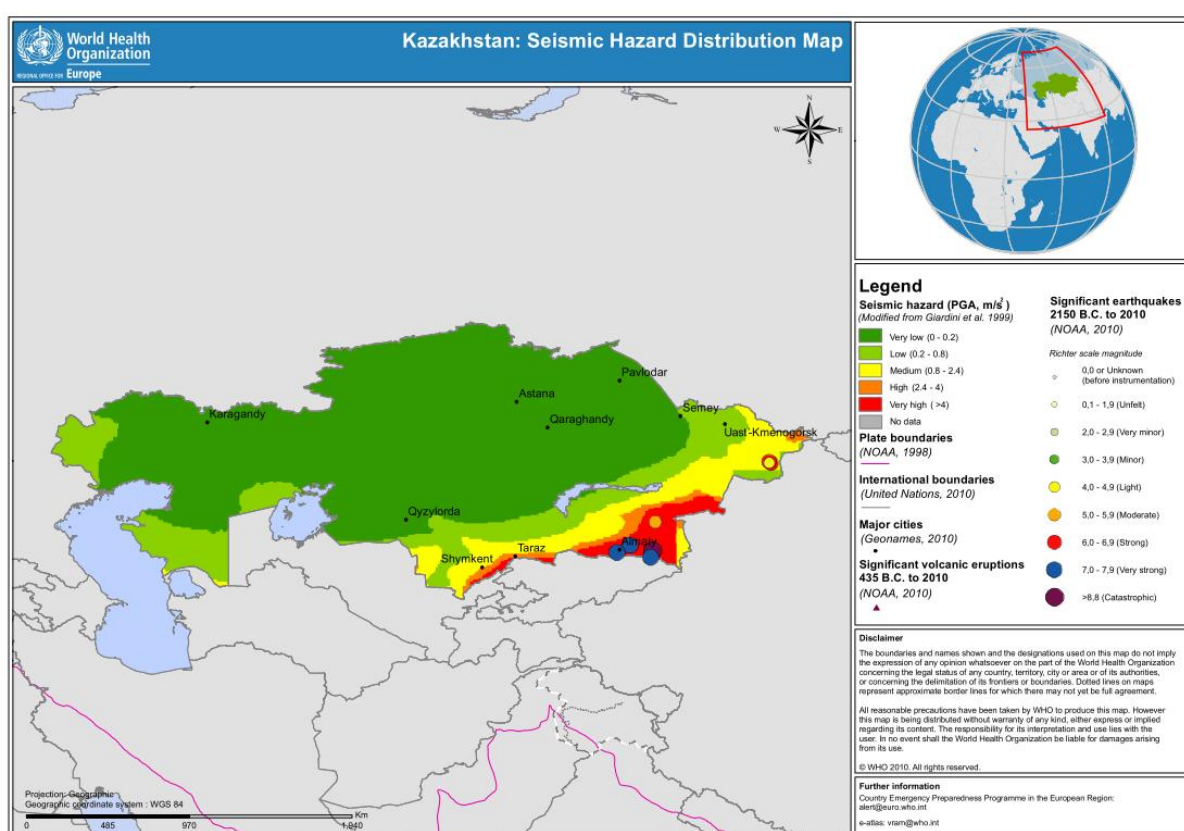 World Health
Organization
REGIONAL OFFICE FOR Europe
Kazakhstan: Seismic Hazard Distribution Map
N
W
E
S
Pavlodar
Astana
Karagandy
Qaraghandy
Semey
Uast-Kmenogorsk
Qyzylorda
Almaty
Taraz
Shymkent
Projection: Geographic
Geographic coordinate system : WGS 84
Km
0 485 970 1,940
Legend
Seismic hazard (PGA, m/s²)
(Modified from Giardini et al. 1999)
Very low (0 - 0.2)
Low (0.2 - 0.8)
Medium (0.8 - 2.4)
High (2.4 - 4)
Very high ( >4)
No data
Plate boundaries
(NOAA, 1998)
International boundaries
(United Nations, 2010)
Major cities
(Geonames, 2010)
Significant volcanic eruptions
435 B.C. to 2010
(NOAA, 2010)
Significant earthquakes
2150 B.C. to 2010
(NOAA, 2010)
Richter scale magnitude
0,0 or Unknown
(before instrumentation)
0,1 - 1,9 (Unfelt)
2,0 - 2,9 (Very minor)
3,0 - 3,9 (Minor)
4,0 - 4,9 (Light)
5,0 - 5,9 (Moderate)
6,0 - 6,9 (Strong)
7,0 - 7,9 (Very strong)
>8,8 (Catastrophic)
Disclaimer
The boundaries and names shown and the designations used on this map do not imply
the expression of any opinion whatsoever on the part of the World Health Organization
concerning the legal status of any country, territory, city or area or of its authorities,
or concerning the delimitation of its frontiers or boundaries. Dotted lines on maps
represent approximate border lines for which there may not yet be full agreement.
All reasonable precautions have been taken by WHO to produce this map. However
this map is being distributed without warranty of any kind, either express or implied
regarding its content. The responsibility for its interpretation and use lies with the
user. In no event shall the World Health Organization be liable for damages arising
from its use.
© WHO 2010. All rights reserved.
Further information
Country Emergency Preparedness Programme in the European Region:
alert@euro.who.int
e-atlas: vram@who.int